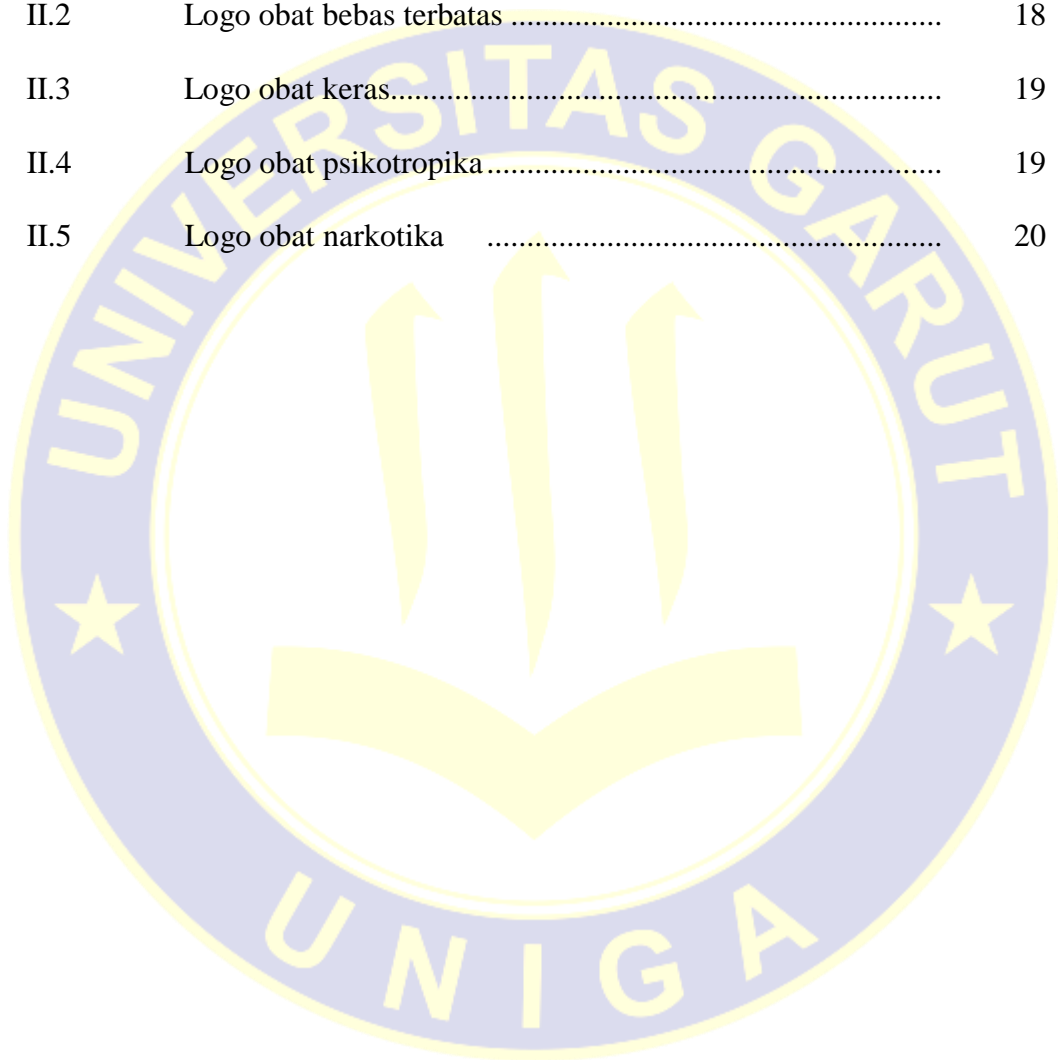 II.2 Logo obat bebas terbatas ........................................................... 18
II.3 Logo obat keras............................................................................ 19
II.4 Logo obat psikotropika............................................................... 19
II.5 Logo obat narkotika ............................................................... 20
UNIVERSITAS GARUT
UNIGA